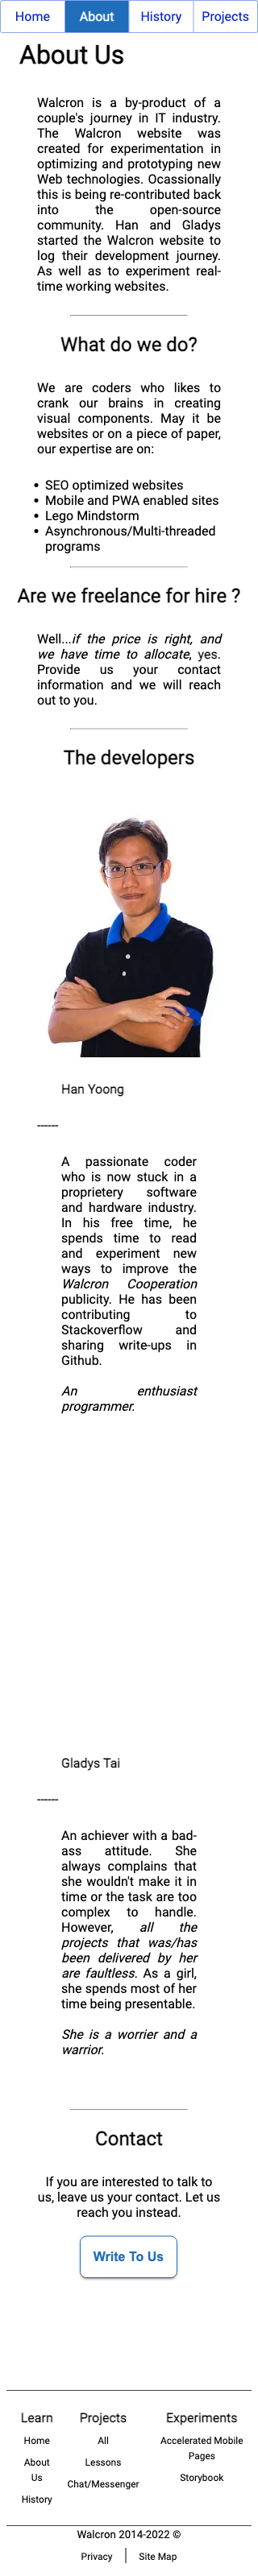 Home About History Projects
About Us
Walcron is a by-product of a
couple's journey in IT industry.
The Walcron website was
created for experimentation in
optimizing and prototyping new
Web technologies. Ocassionally
this is being re-contributed back
into the open-source
community. Han and Gladys
started the Walcron website to
log their development journey.
As well as to experiment real-
time working websites.
What do we do?
We are coders who likes to
crank our brains in creating
visual components. May it be
websites or on a piece of paper,
our expertise are on:
• SEO optimized websites
• Mobile and PWA enabled sites
• Lego Mindstorm
• Asynchronous/Multi-threaded
programs
Are we freelance for hire ?
Well...if the price is right, and
we have time to allocate, yes.
Provide us your contact
information and we will reach
out to you.
The developers
Han Yoong
------
A passionate coder
who is now stuck in a
proprietery software
and hardware industry.
In his free time, he
spends time to read
and experiment new
ways to improve the
Walcron Cooperation
publicity. He has been
contributing to
Stackoverflow and
sharing write-ups in
Github.
An enthusiast
programmer.
Gladys Tai
------
An achiever with a bad-
ass attitude. She
always complains that
she wouldn't make it in
time or the task are too
complex to handle.
However, all the
projects that was/has
been delivered by her
are faultless. As a girl,
she spends most of her
time being presentable.
She is a worrier and a
warrior.
Contact
If you are interested to talk to
us, leave us your contact. Let us
reach you instead.
Write To Us
Learn
Home
About
Us
History
Projects
All
Lessons
Chat/Messenger
Experiments
Accelerated Mobile
Pages
Storybook
Walcron 2014-2022 ©
Privacy | Site Map